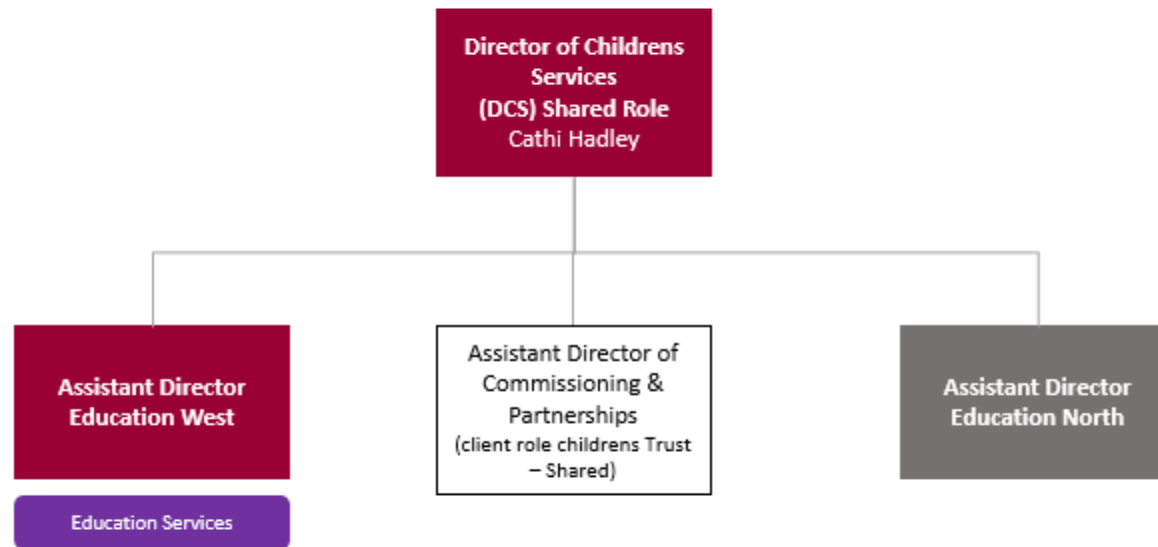 Director of Childrens
Services
(DCS) Shared Role
Cathi Hadley
Assistant Director
Education West
Assistant Director of
Commissioning &
Partnerships
(client role childrens Trust
– Shared)
Assistant Director
Education North
Education Services